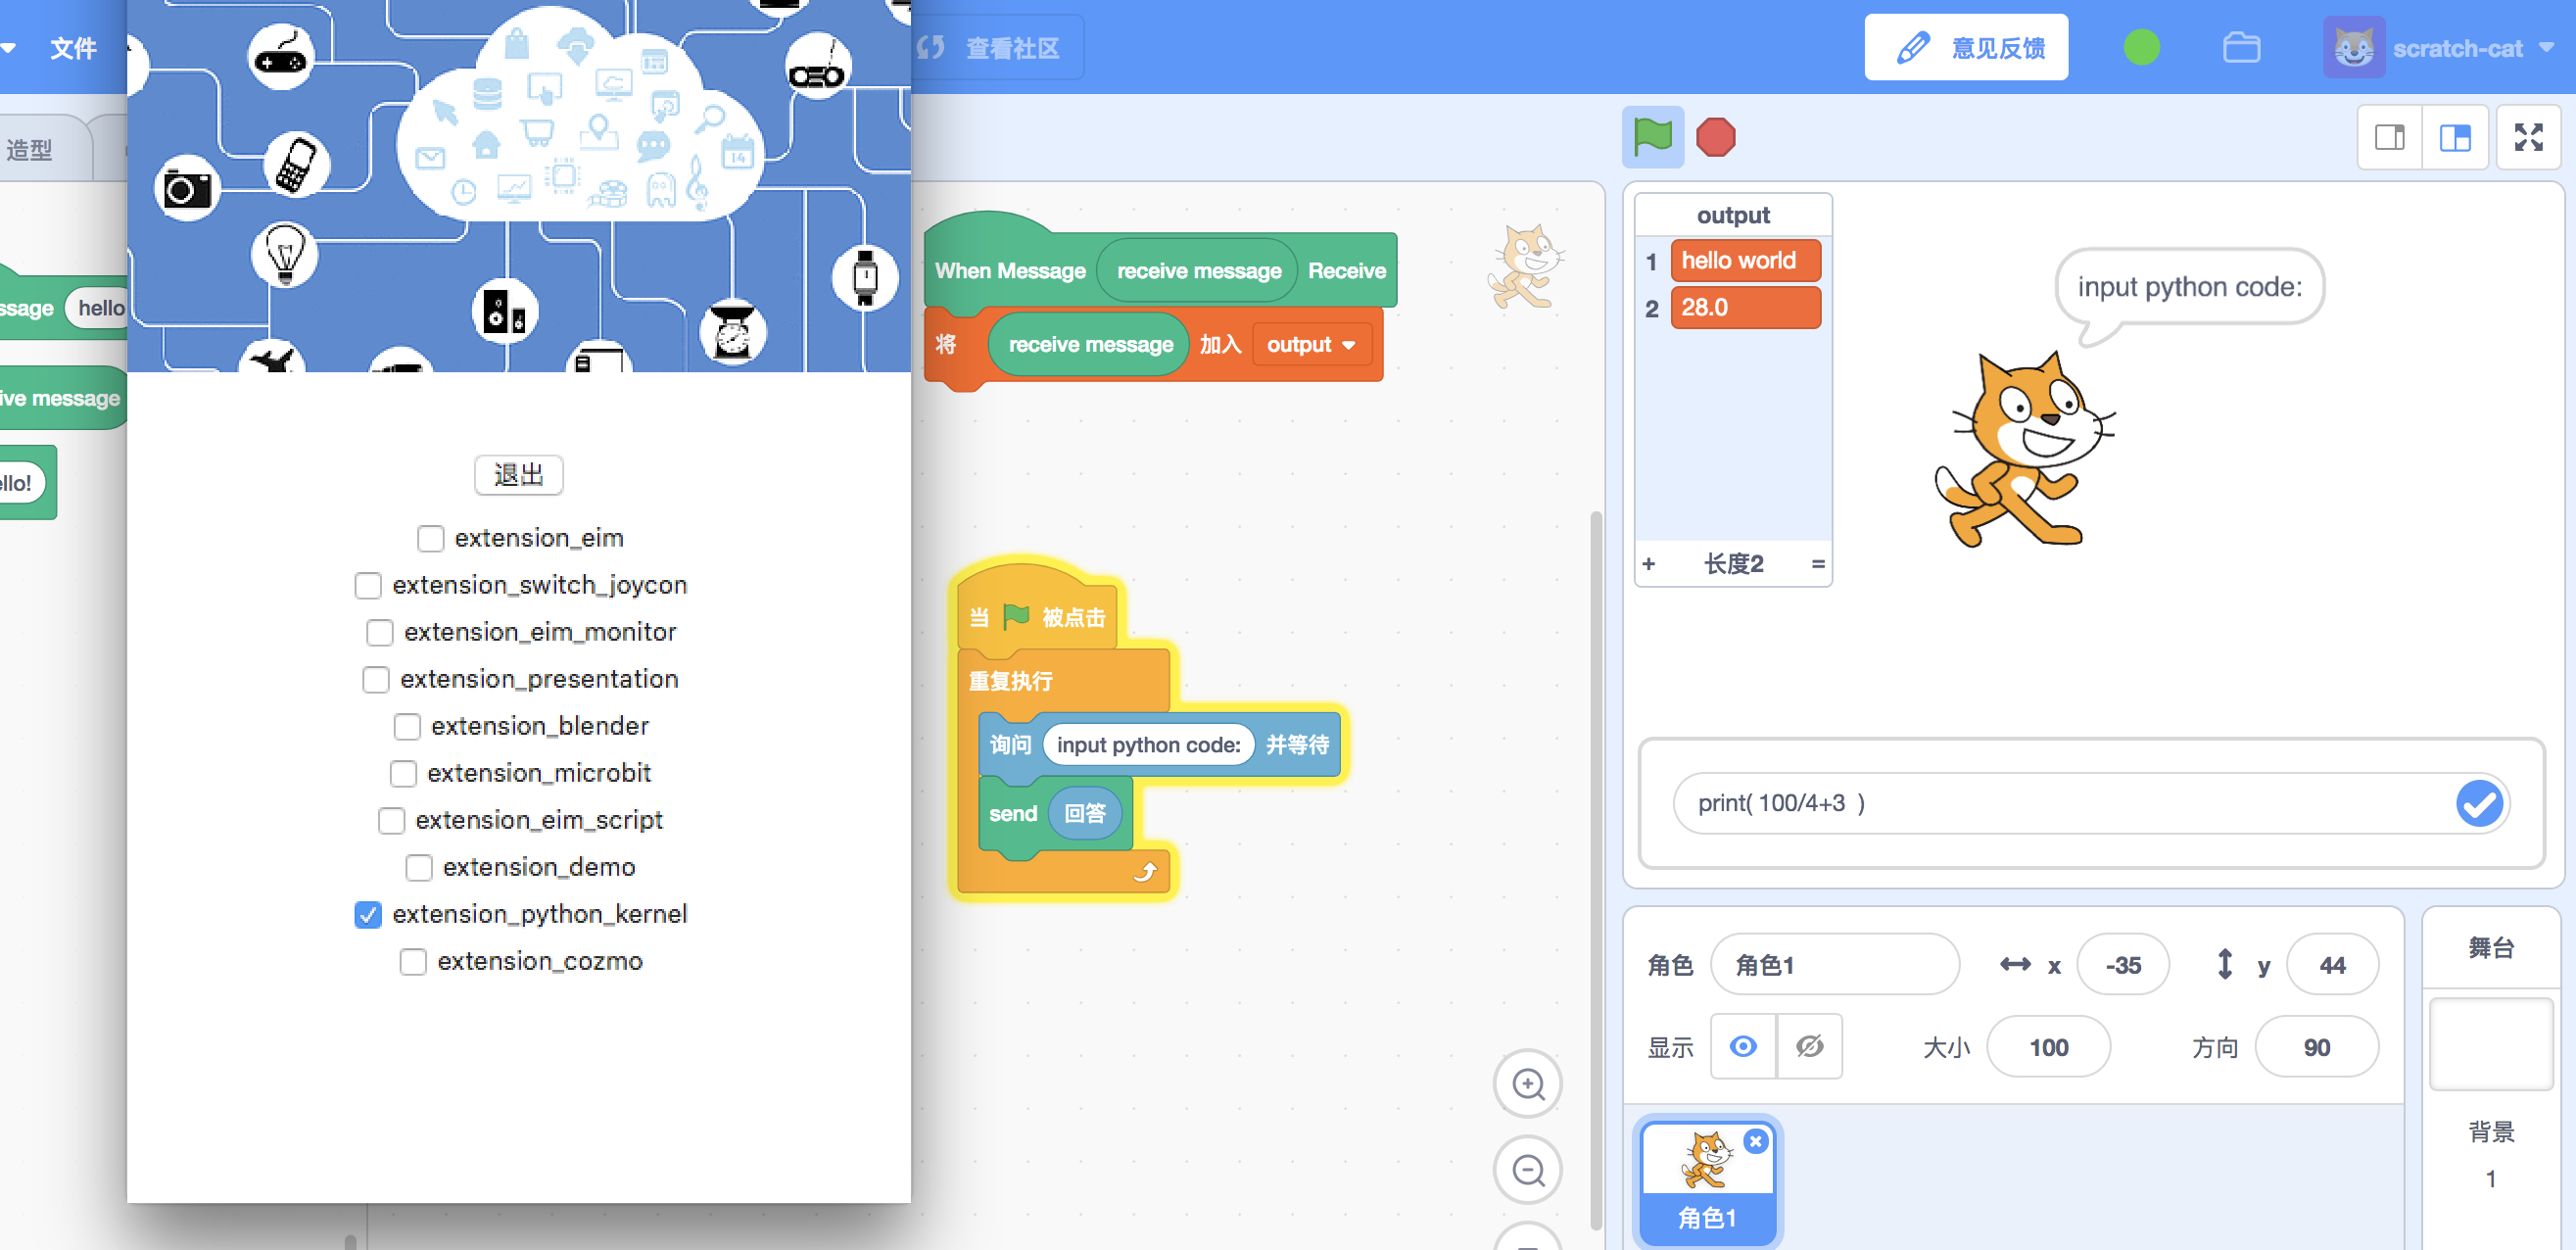 文件
查看社区
意见反馈
scratch-cat
造型
14
ssage hello
ive message
ello!
退出
extension_eim
extension_switch_joycon
extension_eim_monitor
extension_presentation
extension_blender
extension_microbit
extension_eim_script
extension_demo
extension_python_kernel
extension_cozmo
When Message receive message Receive
将 receive message 加入 output
当 被点击
重复执行
询问 input python code: 并等待
send 回答
output
1 hello world
2 28.0
+ 长度2 =
input python code:
print( 100/4+3 )
角色 角色1 x -35 y 44
显示 大小 100 方向 90
角色1
舞台
背景
1